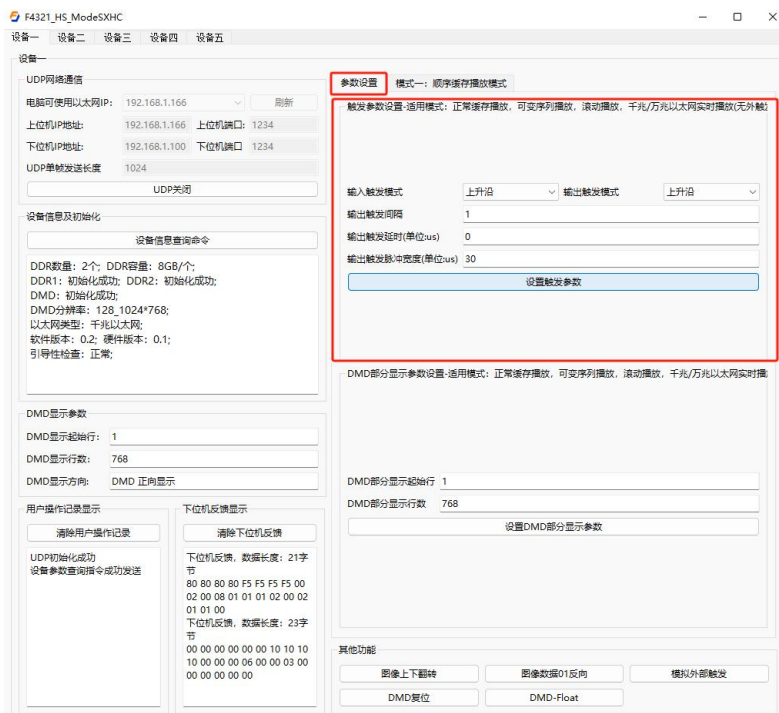 F4321_HS_ModeSXHC
设备一 设备二 设备三 设备四 设备五
设备一
UDP网络通信
电脑可使用以太网IP: 192.168.1.166 刷新
上位机IP地址: 192.168.1.166 上位机端口: 1234
下位机IP地址: 192.168.1.100 下位机端口 1234
UDP单帧发送长度 1024
UDP关闭
设备信息及初始化
设备信息查询命令
DDR数量：2个; DDR容量：8GB/个;
DDR1：初始化成功; DDR2：初始化成功;
DMD：初始化成功;
DMD分辨率：128_1024*768;
以太网类型：千兆以太网;
软件版本：0.2; 硬件版本：0.1;
引导性检查：正常;
DMD显示参数
DMD显示起始行: 1
DMD显示行数: 768
DMD显示方向: DMD 正向显示
用户操作记录显示
清除用户操作记录
UDP初始化成功
设备参数查询指令成功发送
下位机反馈显示
清除下位机反馈
下位机反馈，数据长度：21字
节
80 80 80 80 F5 F5 F5 F5 00
02 00 08 01 01 01 02 00 02
01 01 00
下位机反馈，数据长度：23字
节
00 00 00 00 00 00 10 10 10
10 00 00 00 06 00 00 03 00
00 00 00 00 00
参数设置 模式一：顺序缓存播放模式
触发参数设置-适用模式：正常缓存播放，可变序列播放，滚动播放，千兆/万兆以太网实时播放(无外触
输入触发模式 上升沿 输出触发模式 上升沿
输出触发间隔 1
输出触发延时(单位:us) 0
输出触发脉冲宽度(单位:us) 30
设置触发参数
DMD部分显示参数设置-适用模式：正常缓存播放，可变序列播放，滚动播放，千兆/万兆以太网实时播
DMD部分显示起始行 1
DMD部分显示行数 768
设置DMD部分显示参数
其他功能
图像上下翻转 图像数据01反向 模拟外部触发
DMD复位 DMD-Float